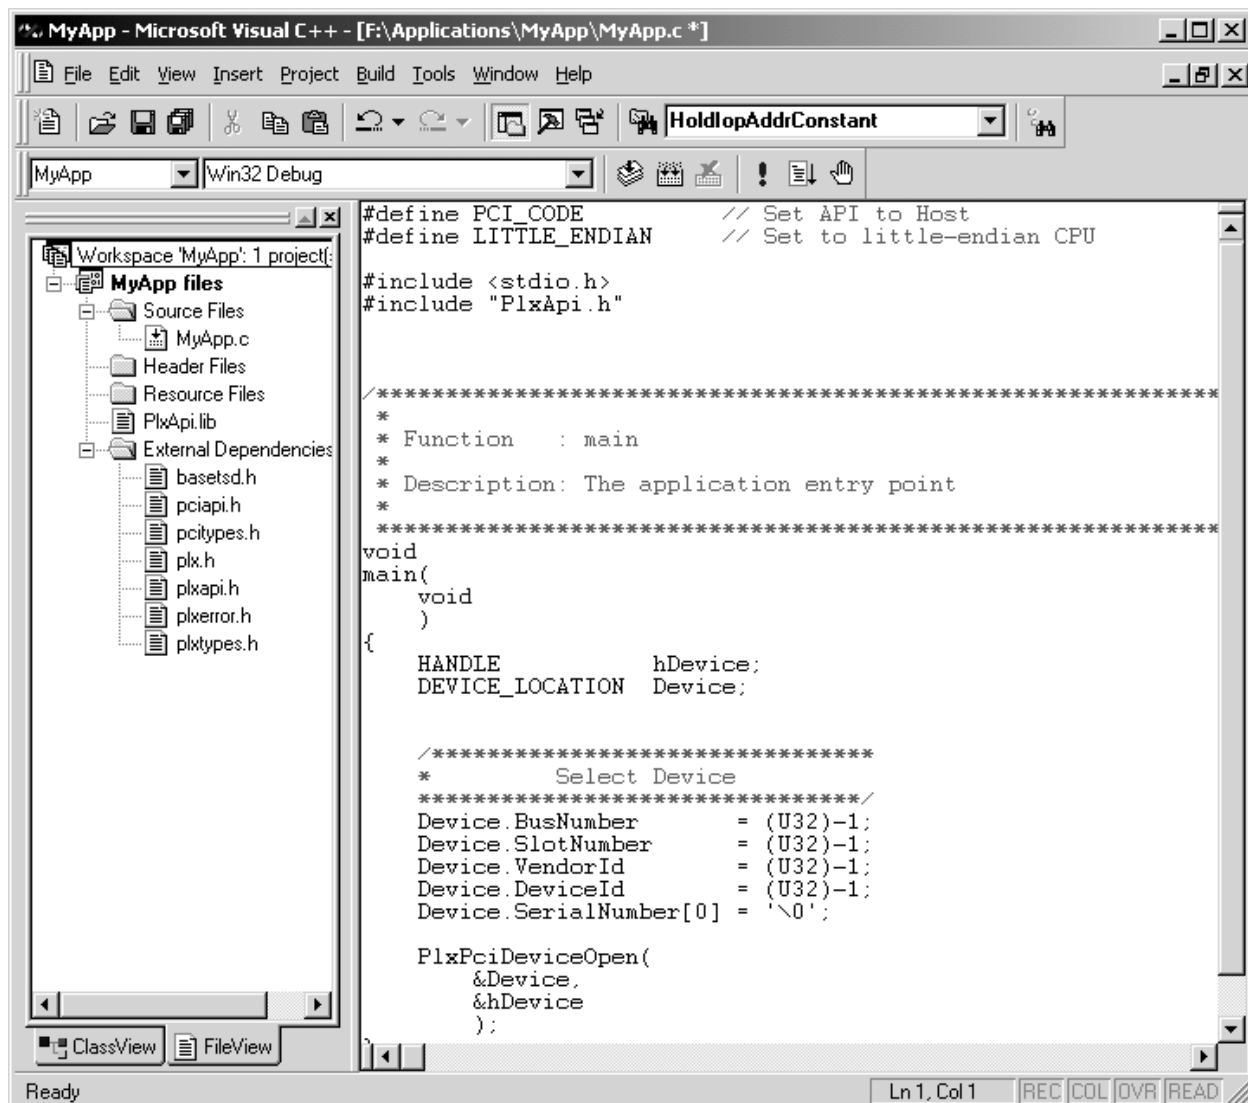 MyApp - Microsoft Visual C++ - [F:\Applications\MyApp\MyApp.c *]
File Edit View Insert Project Build Tools Window Help
HoldIopAddrConstant
MyApp Win32 Debug
Workspace 'MyApp': 1 project(s
MyApp files
Source Files
MyApp.c
Header Files
Resource Files
PlxApi.lib
External Dependencies
basetsd.h
pciapi.h
pcitypes.h
plx.h
plxapi.h
plxerror.h
plxtypes.h
ClassView FileView
#define PCI_CODE          // Set API to Host
#define LITTLE_ENDIAN     // Set to little-endian CPU
#include <stdio.h>
#include "PlxApi.h"
/*************************************************************
 *
 * Function   : main
 *
 * Description: The application entry point
 *
 *************************************************************
void
main(
    void
    )
{
    HANDLE           hDevice;
    DEVICE_LOCATION  Device;
    /********************************
    *         Select Device
    ********************************/
    Device.BusNumber       = (U32)-1;
    Device.SlotNumber      = (U32)-1;
    Device.VendorId        = (U32)-1;
    Device.DeviceId        = (U32)-1;
    Device.SerialNumber[0] = '\0';
    PlxPciDeviceOpen(
        &Device,
        &hDevice
        );
Ready Ln 1, Col 1 REC COL OVR READ